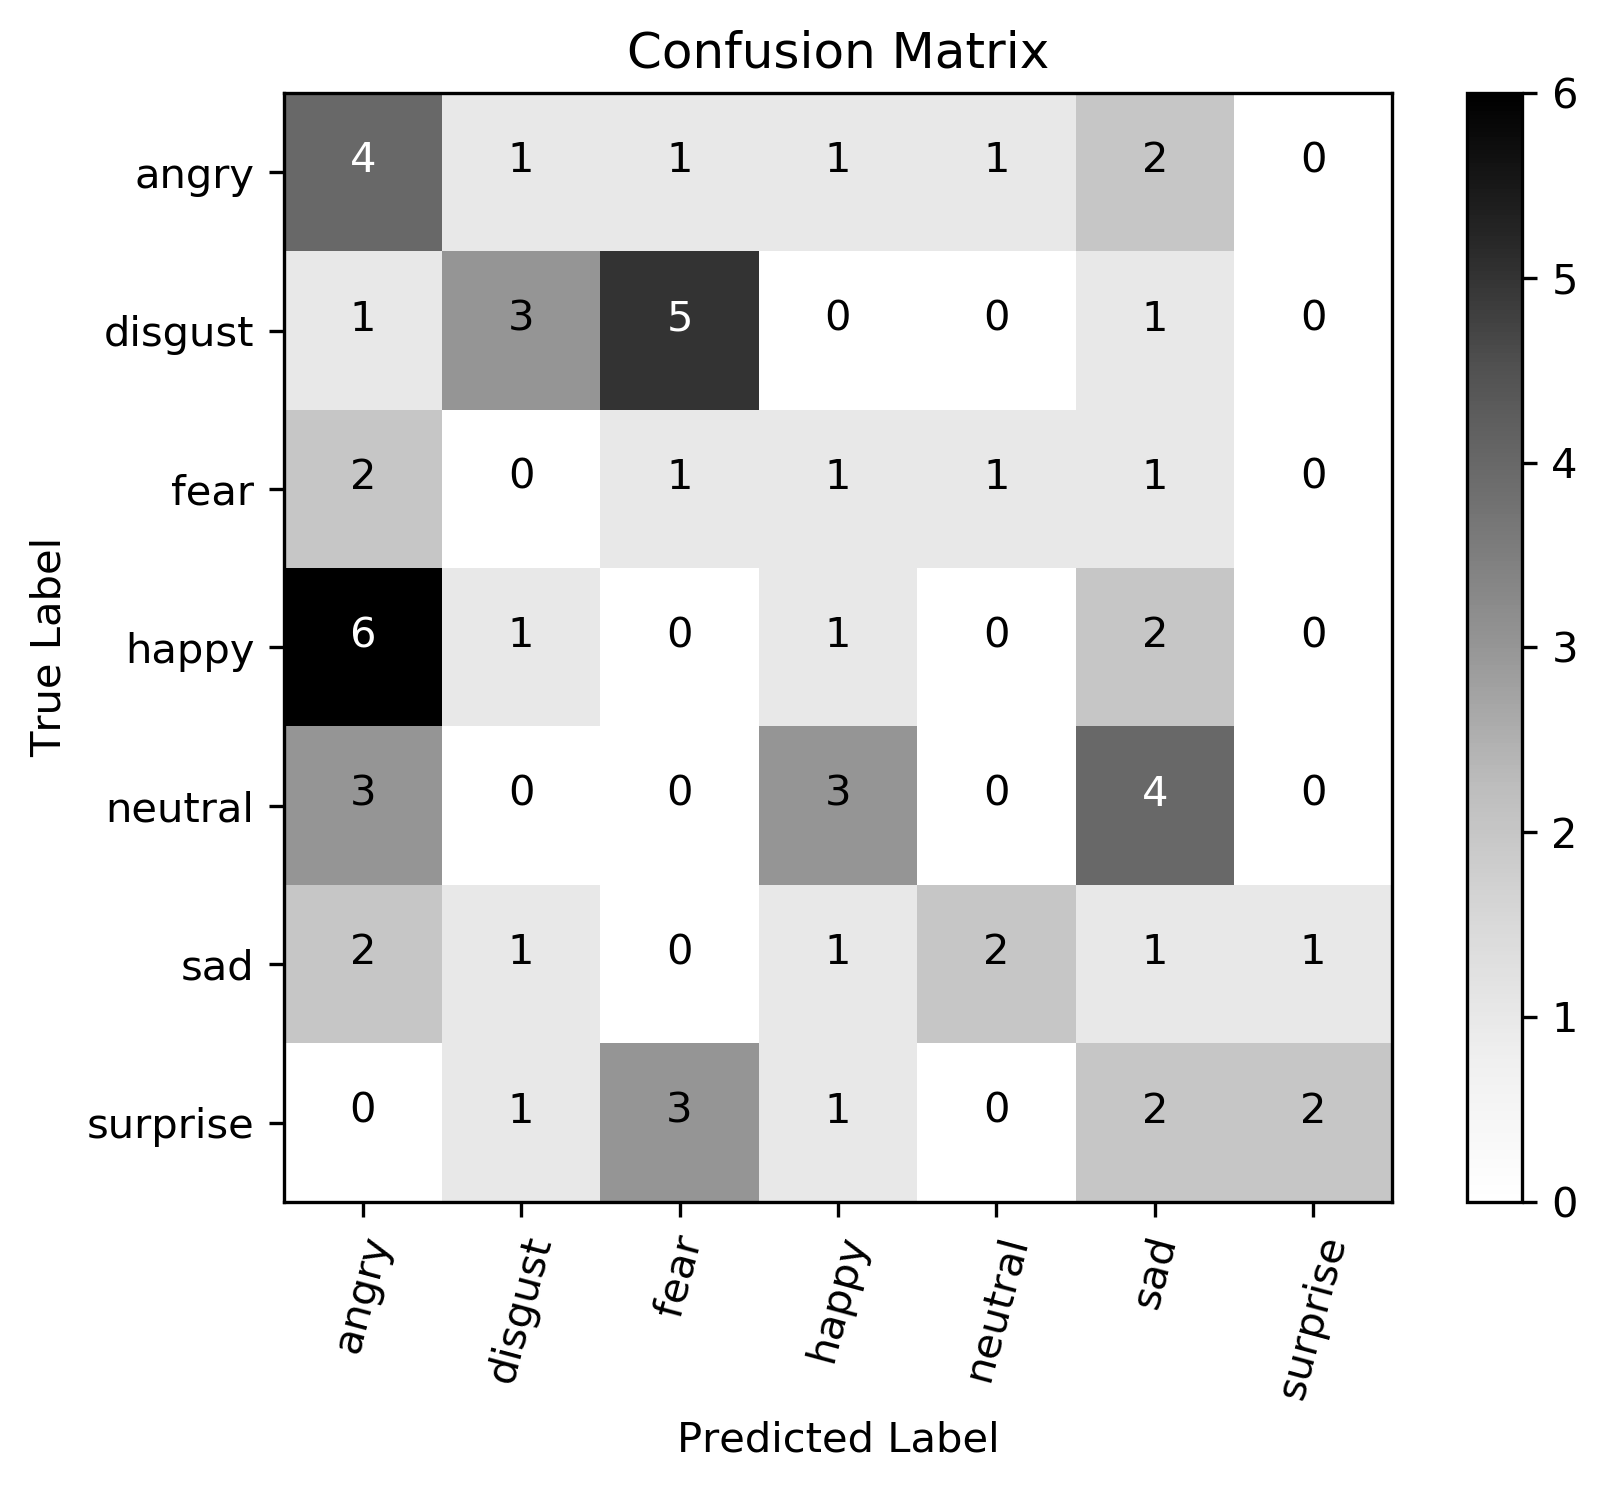 Confusion Matrix
angry 4 1 1 1 1 2 0
disgust 1 3 5 0 0 1 0
fear 2 0 1 1 1 1 0
happy 6 1 0 1 0 2 0
neutral 3 0 0 3 0 4 0
sad 2 1 0 1 2 1 1
surprise 0 1 3 1 0 2 2
angry disgust fear happy neutral sad surprise
Predicted Label
True Label
6
5
4
3
2
1
0